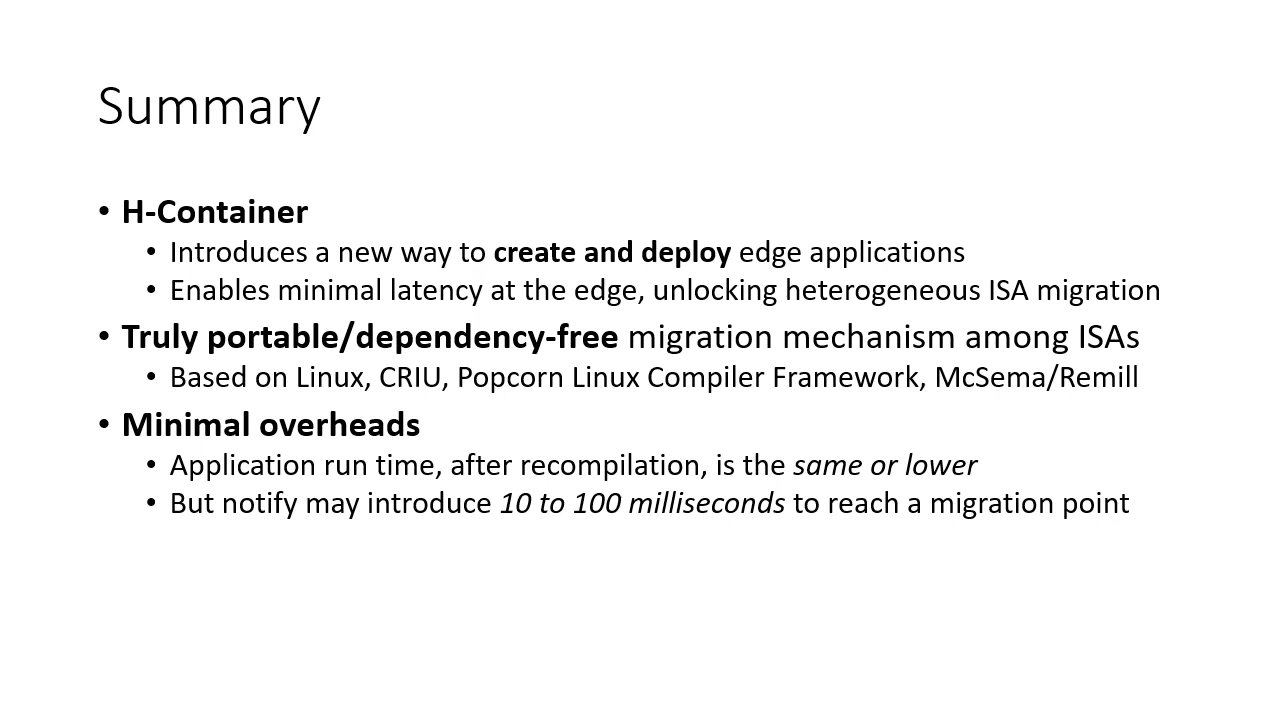 Summary
• H-Container
• Introduces a new way to create and deploy edge applications
• Enables minimal latency at the edge, unlocking heterogeneous ISA migration
• Truly portable/dependency-free migration mechanism among ISAs
• Based on Linux, CRIU, Popcorn Linux Compiler Framework, McSema/Remill
• Minimal overheads
• Application run time, after recompilation, is the same or lower
• But notify may introduce 10 to 100 milliseconds to reach a migration point